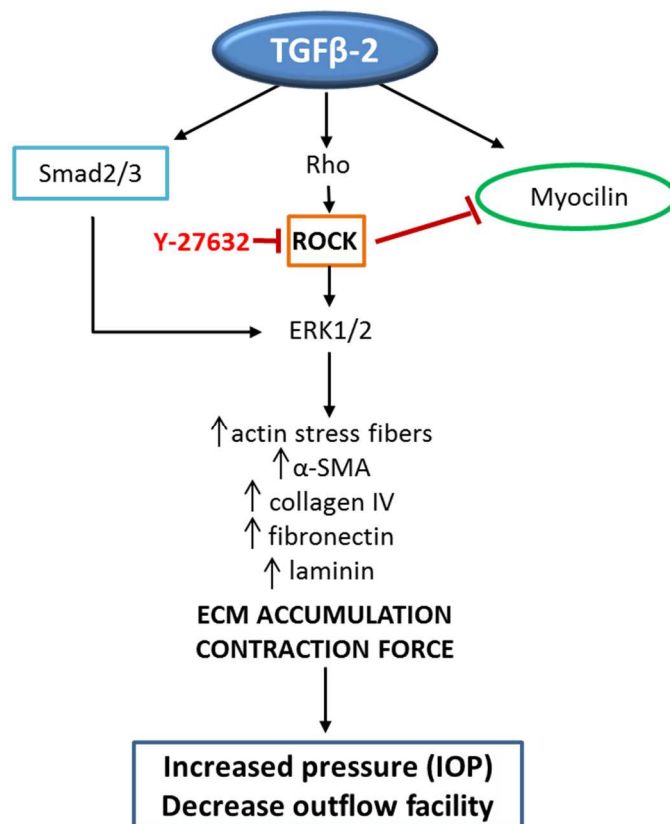 TGFβ-2
Smad2/3
Rho
Myocilin
Y-27632
ROCK
ERK1/2
↑actin stress fibers
↑α-SMA
↑ collagen IV
↑ fibronectin
↑ laminin
ECM ACCUMULATION
CONTRACTION FORCE
Increased pressure (IOP)
Decrease outflow facility